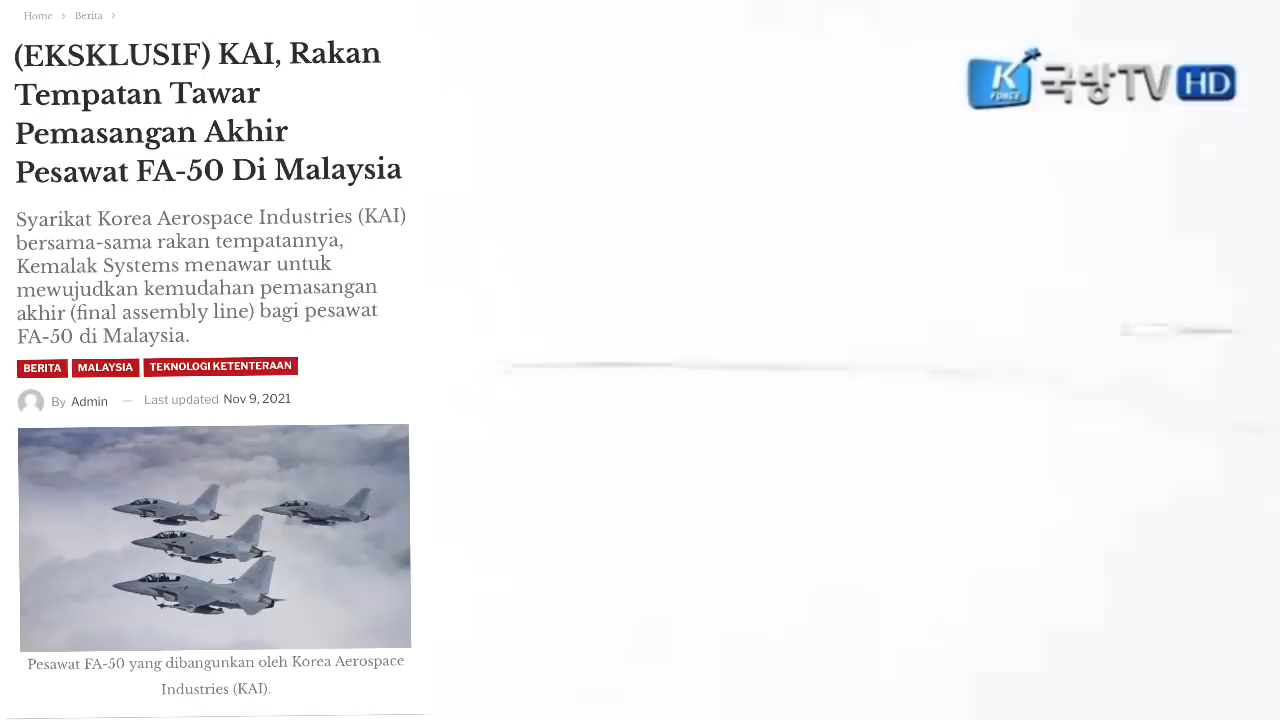 Home > Berita >
(EKSKLUSIF) KAI, Rakan
Tempatan Tawar
Pemasangan Akhir
Pesawat FA-50 Di Malaysia
Syarikat Korea Aerospace Industries (KAI)
bersama-sama rakan tempatannya,
Kemalak Systems menawar untuk
mewujudkan kemudahan pemasangan
akhir (final assembly line) bagi pesawat
FA-50 di Malaysia.
BERITA MALAYSIA TEKNOLOGI KETENTERAAN
By Admin — Last updated Nov 9, 2021
Pesawat FA-50 yang dibangunkan oleh Korea Aerospace
Industries (KAI).
K FORCE 국방TV HD